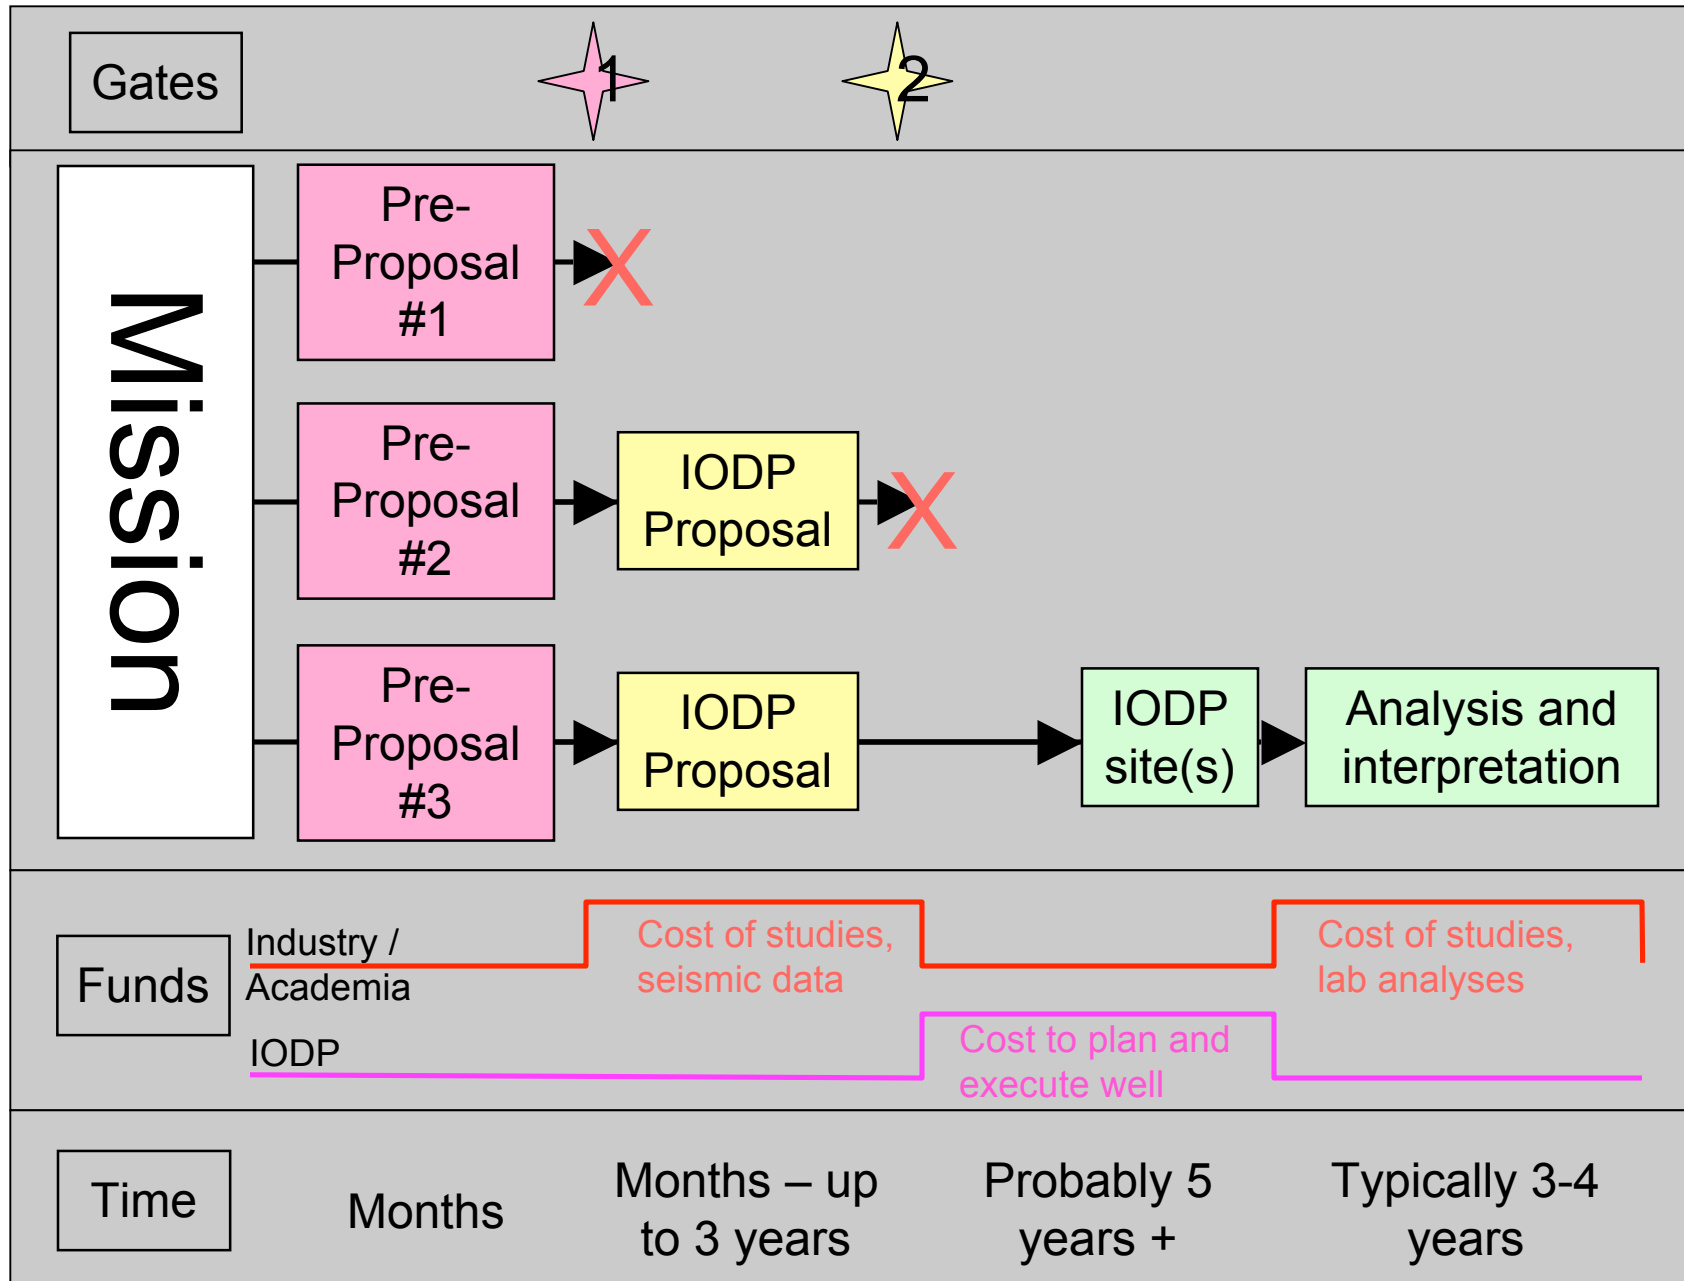 Gates
1
2
Mission
Pre-
Proposal
#1
X
Pre-
Proposal
#2
IODP
Proposal
X
Pre-
Proposal
#3
IODP
Proposal
IODP
site(s)
Analysis and
interpretation
Funds
Industry /
Academia
Cost of studies,
seismic data
Cost of studies,
lab analyses
IODP
Cost to plan and
execute well
Time
Months
Months – up
to 3 years
Probably 5
years +
Typically 3-4
years